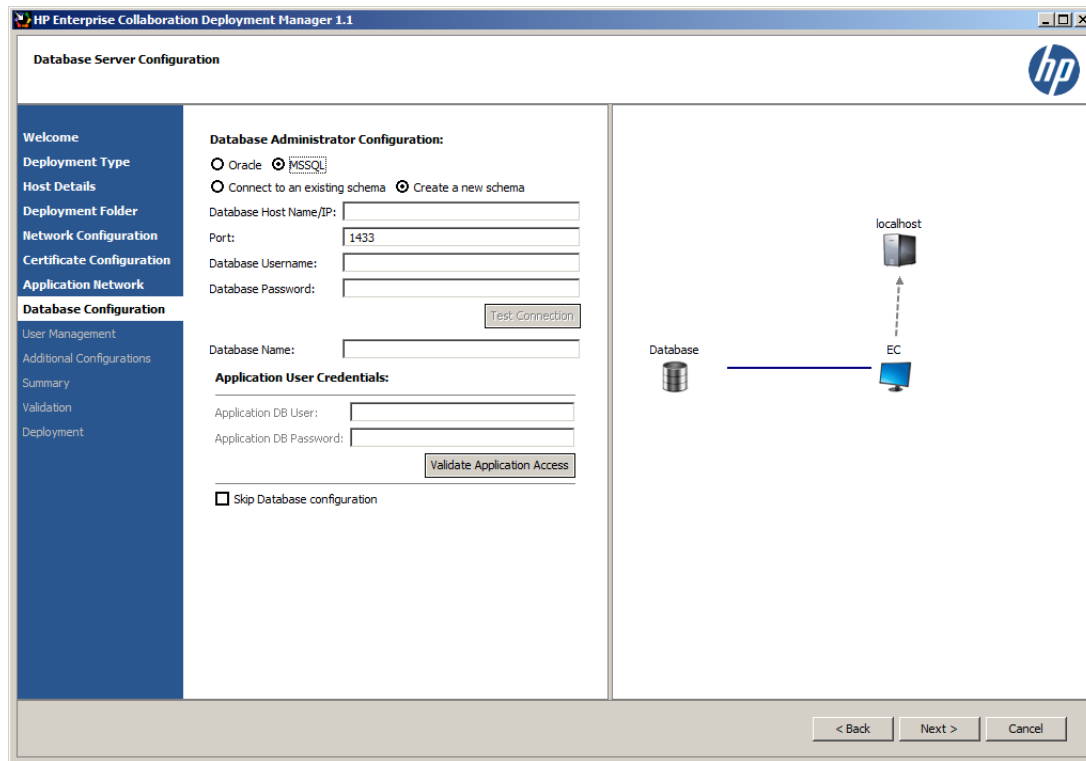 HP Enterprise Collaboration Deployment Manager 1.1
Database Server Configuration
hp
Welcome
Deployment Type
Host Details
Deployment Folder
Network Configuration
Certificate Configuration
Application Network
Database Configuration
User Management
Additional Configurations
Summary
Validation
Deployment
Database Administrator Configuration:
Oracle MSSQL
Connect to an existing schema Create a new schema
Database Host Name/IP:
Port: 1433
Database Username:
Database Password:
Test Connection
Database Name:
Application User Credentials:
Application DB User:
Application DB Password:
Validate Application Access
Skip Database configuration
localhost
Database EC
< Back Next > Cancel